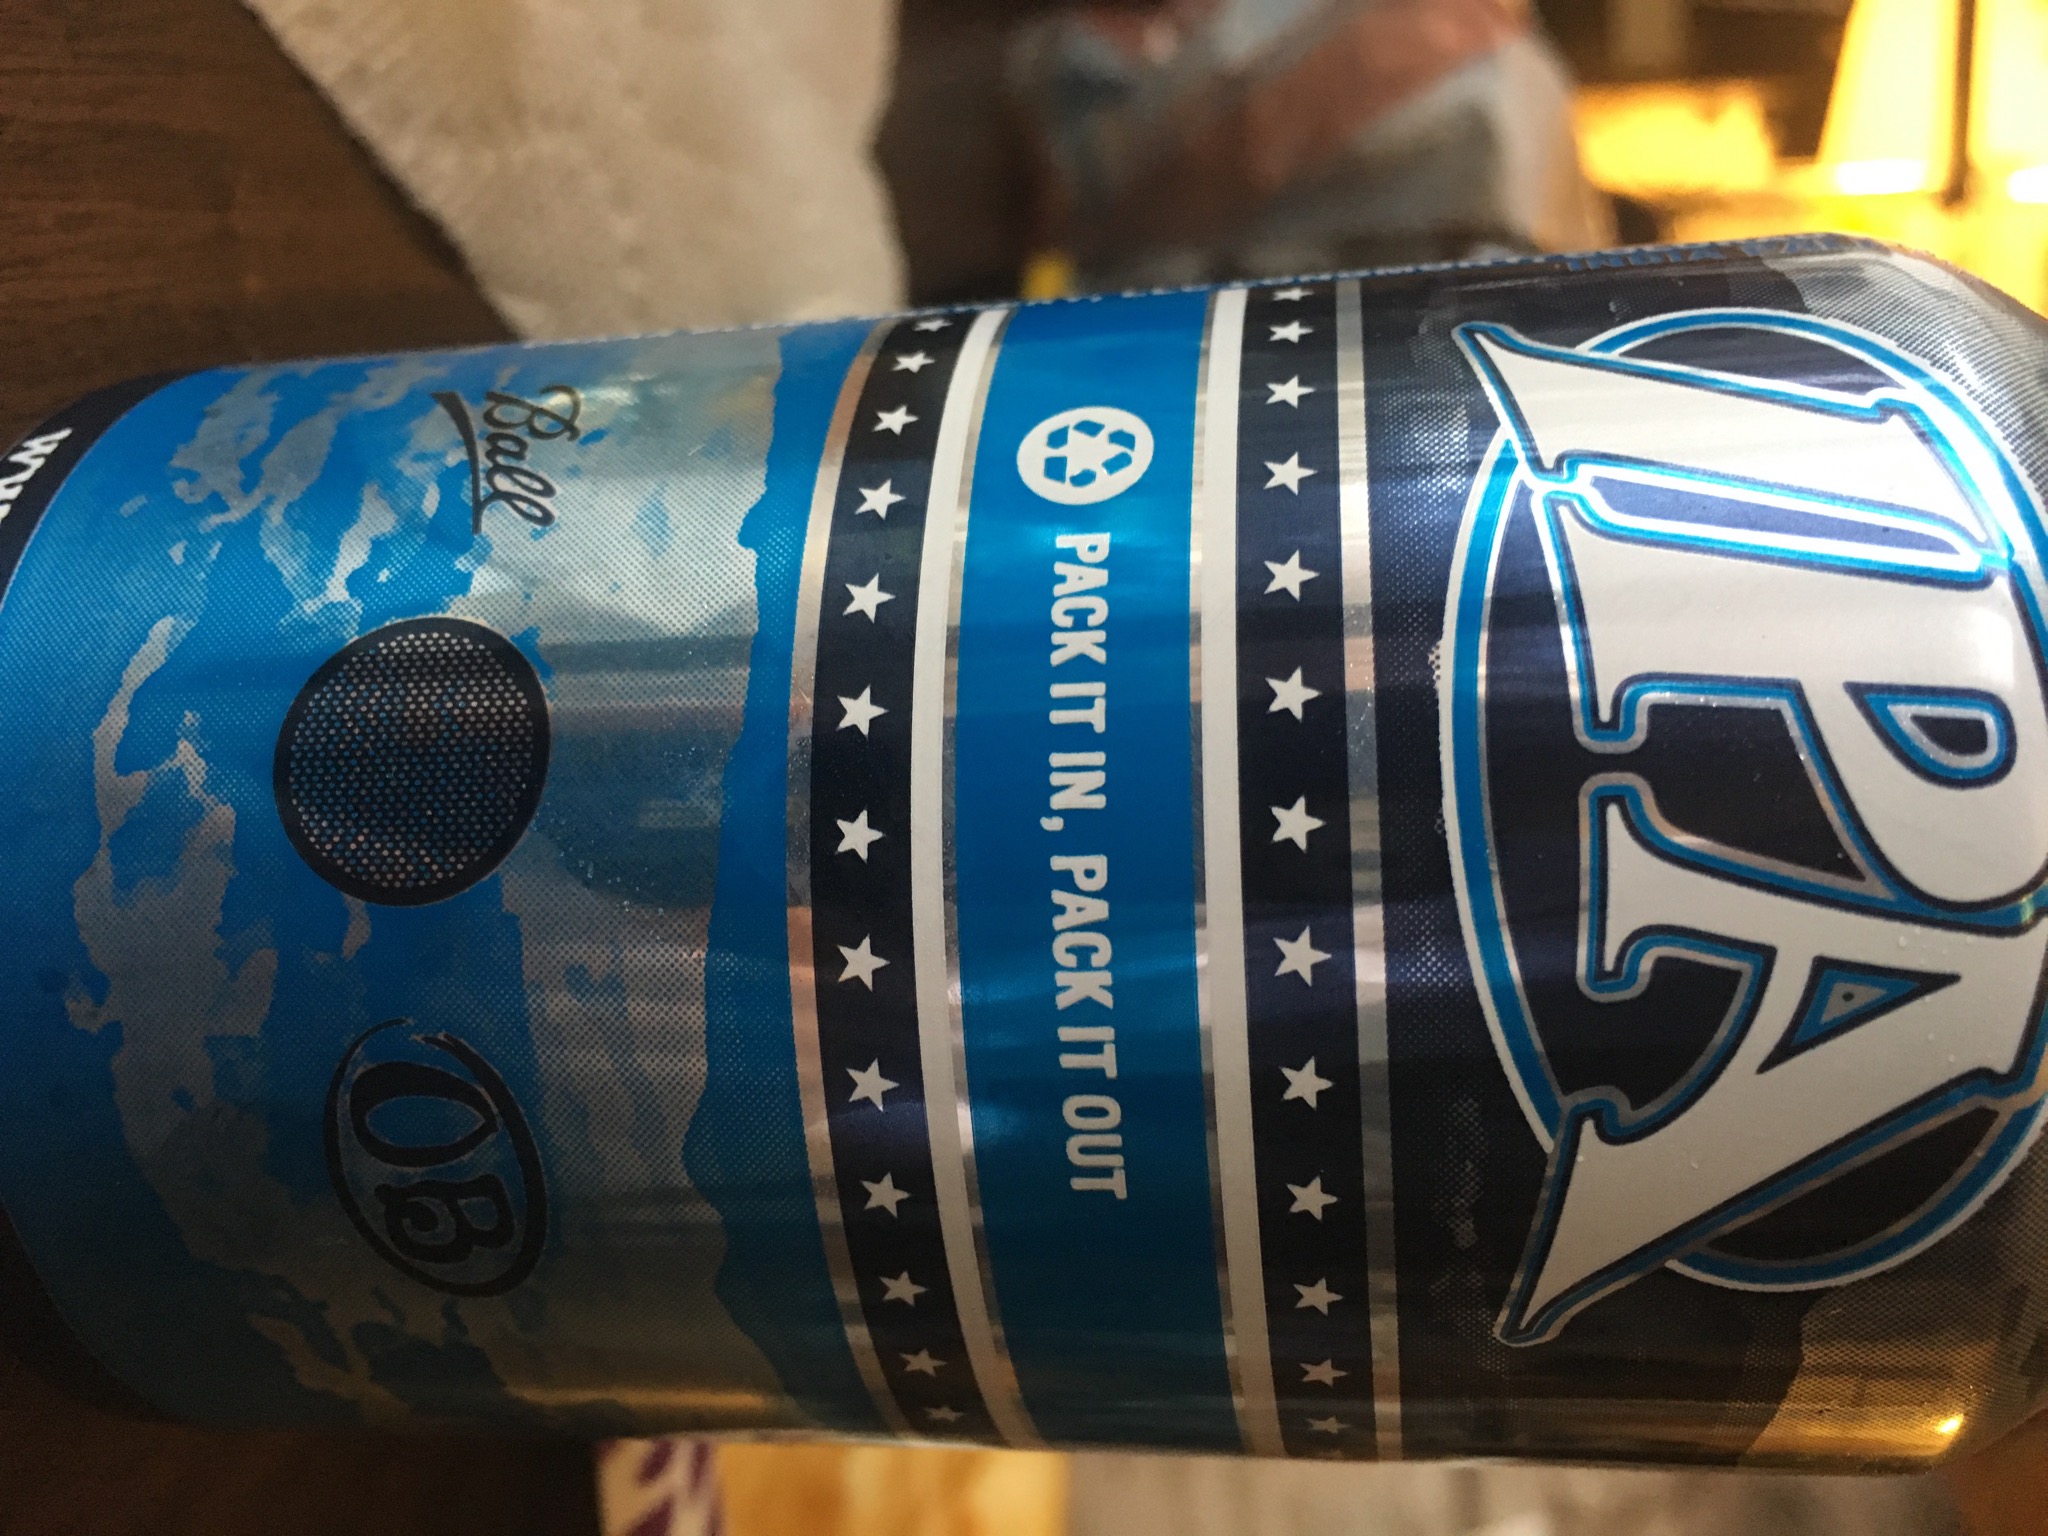 IPA
PACK IT IN, PACK IT OUT
Ball
OB